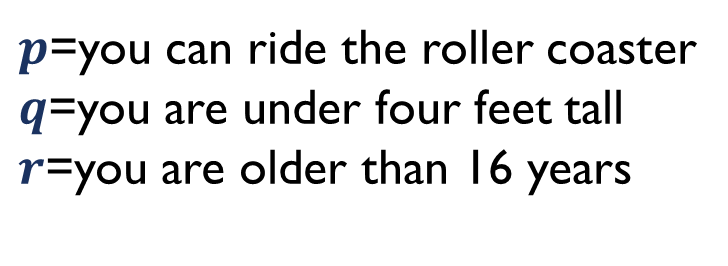 p=you can ride the roller coaster
q=you are under four feet tall
r=you are older than 16 years